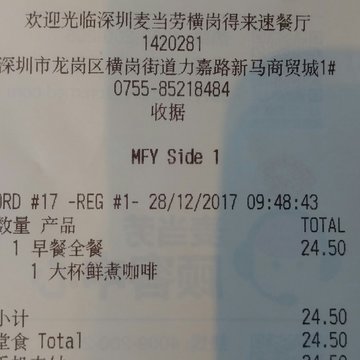 欢迎光临深圳麦当劳横岗得来速餐厅
1420281
深圳市龙岗区横岗街道力嘉路新马商贸城1#
0755-85218484
收据
MFY Side 1
ORD #17 -REG #1- 28/12/2017 09:48:43
数量 产品 TOTAL
1 早餐全餐 24.50
1 大杯鲜煮咖啡
小计 24.50
堂食 Total 24.50